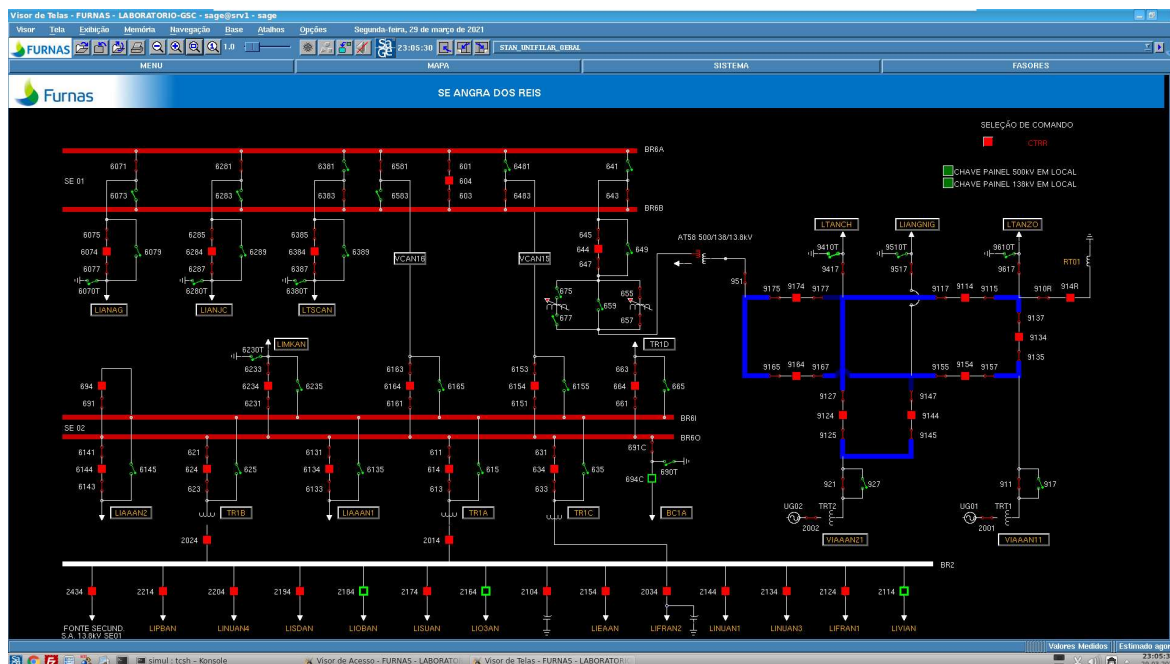 Visor de Telas - FURNAS - LABORATORIO-GSC - sage@srv1 - sage
Visor Tela Exibição Memória Navegação Base Atalhos Opções Segunda-feira, 29 de março de 2021
FURNAS 1.0 23:05:30 STAN_UNIFILAR_GERAL
MENU MAPA SISTEMA FASORES
Furnas SE ANGRA DOS REIS
SELEÇÃO DE COMANDO
CTRR
CHAVE PAINEL 500kV EM LOCAL
CHAVE PAINEL 138kV EM LOCAL
BR6A
6071 6281 6381 6581 601 6481 641
SE 01 604
6073 6283 6383 6583 603 6483 643
BR6B
6075 6285 6385 645
6074 6079 6284 6289 6384 6389 644 649
6077 6287 6387 647
6070T 6280T 6380T
VCAN16 VCAN15
LIANAG LIANJC LTSCAN
675 655
659
677 657
AT58 500/138/13.8kV
951
LTANCH LIANGNIG LTANZO
9410T 9510T 9610T
9417 9517 9617
RT01
9175 9174 9177 9117 9114 9115 910R 914R
9137
9134
9135
9165 9164 9167 9155 9154 9157
9127 9147
9124 9144
9125 9145
921 927 911 917
UG02 TRT2 UG01 TRT1
2002 2001
VIAAAN21 VIAAAN11
6230T LIMKAN TR1D
6233 6163 6153 663
694 6234 6235 6164 6165 6154 6155 664 665
691 6231 6161 6151 661
BR6I
SE 02
BR6O
6141 621 6131 611 631 691C
6144 6145 624 625 6134 6135 614 615 634 635 690T
694C
6143 623 6133 613 633
LIAAAN2 TR1B LIAAAN1 TR1A TR1C BC1A
2024 2014
BR2
2434 2214 2204 2194 2184 2174 2164 2104 2154 2034 2144 2134 2124 2114
FONTE SECUND. LIPBAN LINUAN4 LISDAN LIOBAN LISUAN LIO3AN LIEAAN LIFRAN2 LINUAN1 LINUAN3 LIFRAN1 LIVIAN
S.A. 13.8kV SE01
Valores Medidos
simul : tcsh - Konsole Visor de Acesso - FURNAS - LABORATO Visor de Telas - FURNAS - LABORATORI